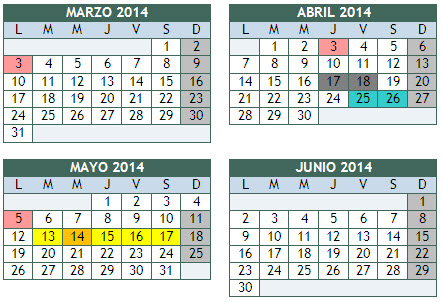 MARZO 2014
L M M J V S D
1 2
3 4 5 6 7 8 9
10 11 12 13 14 15 16
17 18 19 20 21 22 23
24 25 26 27 28 29 30
31
ABRIL 2014
L M M J V S D
1 2 3 4 5 6
7 8 9 10 11 12 13
14 15 16 17 18 19 20
21 22 23 24 25 26 27
28 29 30
MAYO 2014
L M M J V S D
1 2 3 4
5 6 7 8 9 10 11
12 13 14 15 16 17 18
19 20 21 22 23 24 25
26 27 28 29 30 31
JUNIO 2014
L M M J V S D
1
2 3 4 5 6 7 8
9 10 11 12 13 14 15
16 17 18 19 20 21 22
23 24 25 26 27 28 29
30